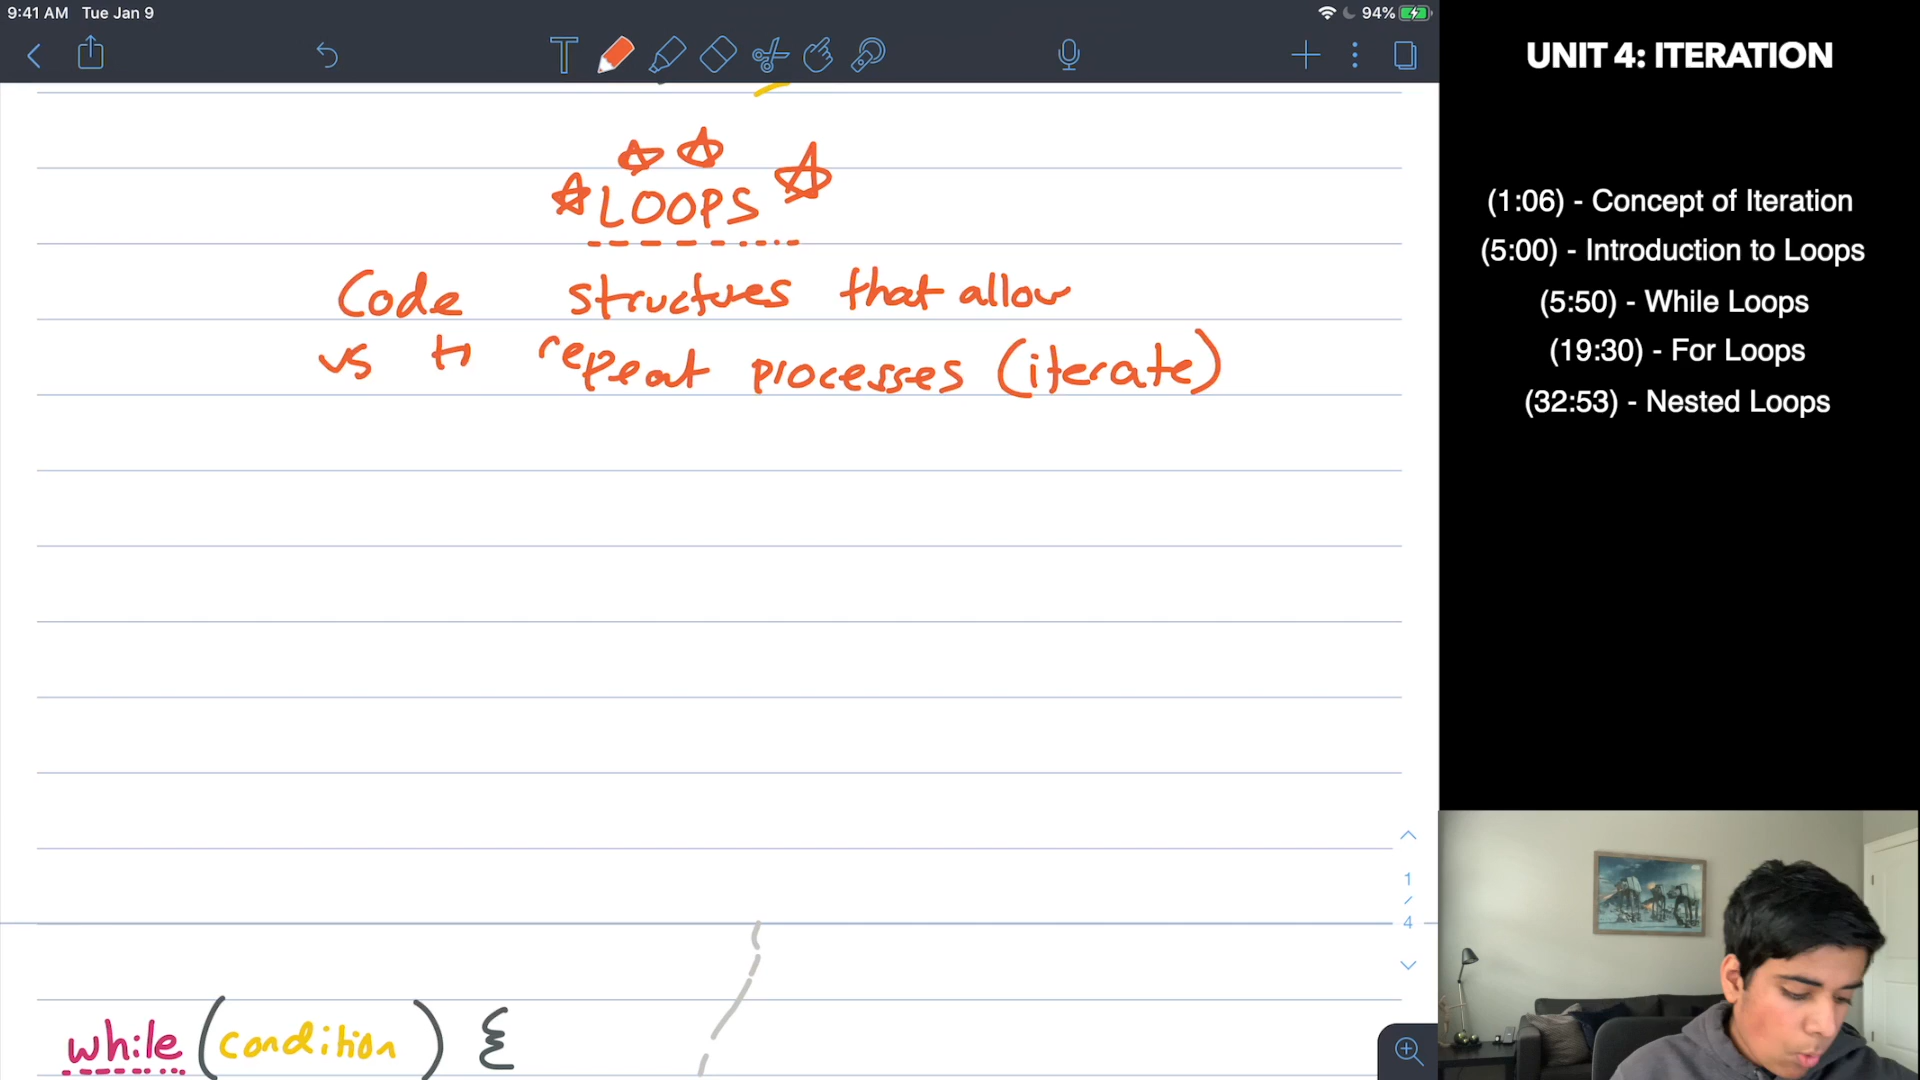 9:41 AM Tue Jan 9
94%
T
UNIT 4: ITERATION
(1:06) - Concept of Iteration
(5:00) - Introduction to Loops
(5:50) - While Loops
(19:30) - For Loops
(32:53) - Nested Loops
LOOPS
Code structures that allow
us to repeat processes (iterate)
1
/
4
while (condition) {